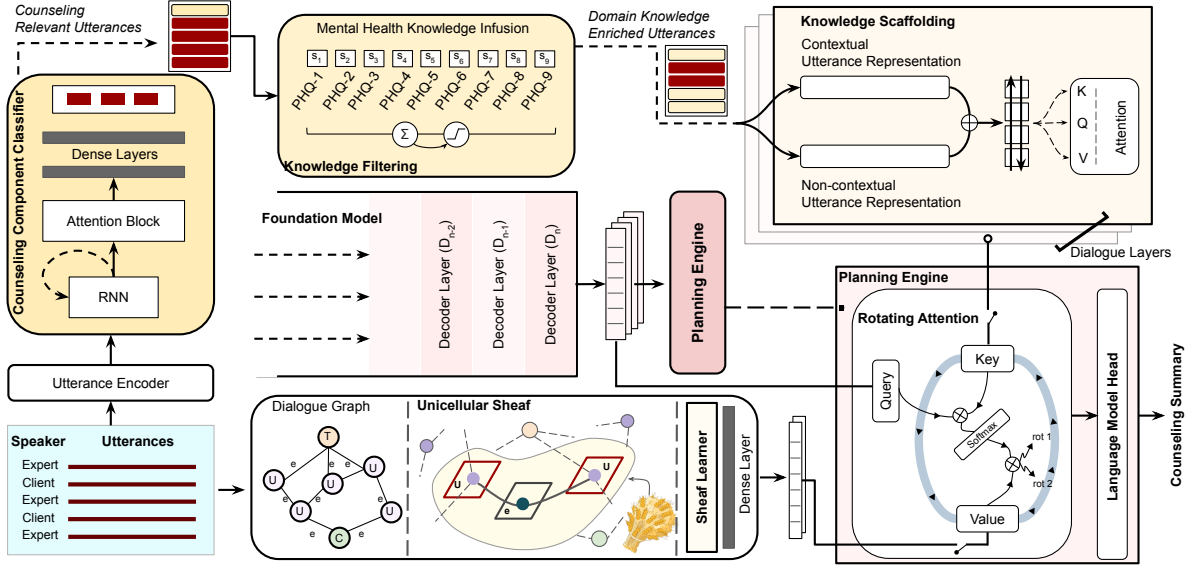 Counseling
Relevant Utterances
Counseling Component Classifier
Dense Layers
Attention Block
RNN
Utterance Encoder
Speaker Utterances
Expert
Client
Expert
Client
Expert
Mental Health Knowledge Infusion
S1 S2 S3 S4 S5 S6 S7 S8 S9
PHQ-1 PHQ-2 PHQ-3 PHQ-4 PHQ-5 PHQ-6 PHQ-7 PHQ-8 PHQ-9
Σ
Knowledge Filtering
Domain Knowledge
Enriched Utterances
Knowledge Scaffolding
Contextual
Utterance Representation
Non-contextual
Utterance Representation
K
Q
V
Attention
Dialogue Layers
Foundation Model
Decoder Layer (Dn-2)
Decoder Layer (Dn-1)
Decoder Layer (Dn)
Planning Engine
Dialogue Graph
T
e e e
U U U
e e e
U U
e e
C
Unicellular Sheaf
U
U
e
Sheaf Learner
Dense Layer
Planning Engine
Rotating Attention
Key
Query
Softmax
rot 1
rot 2
Value
Language Model Head
Counseling Summary